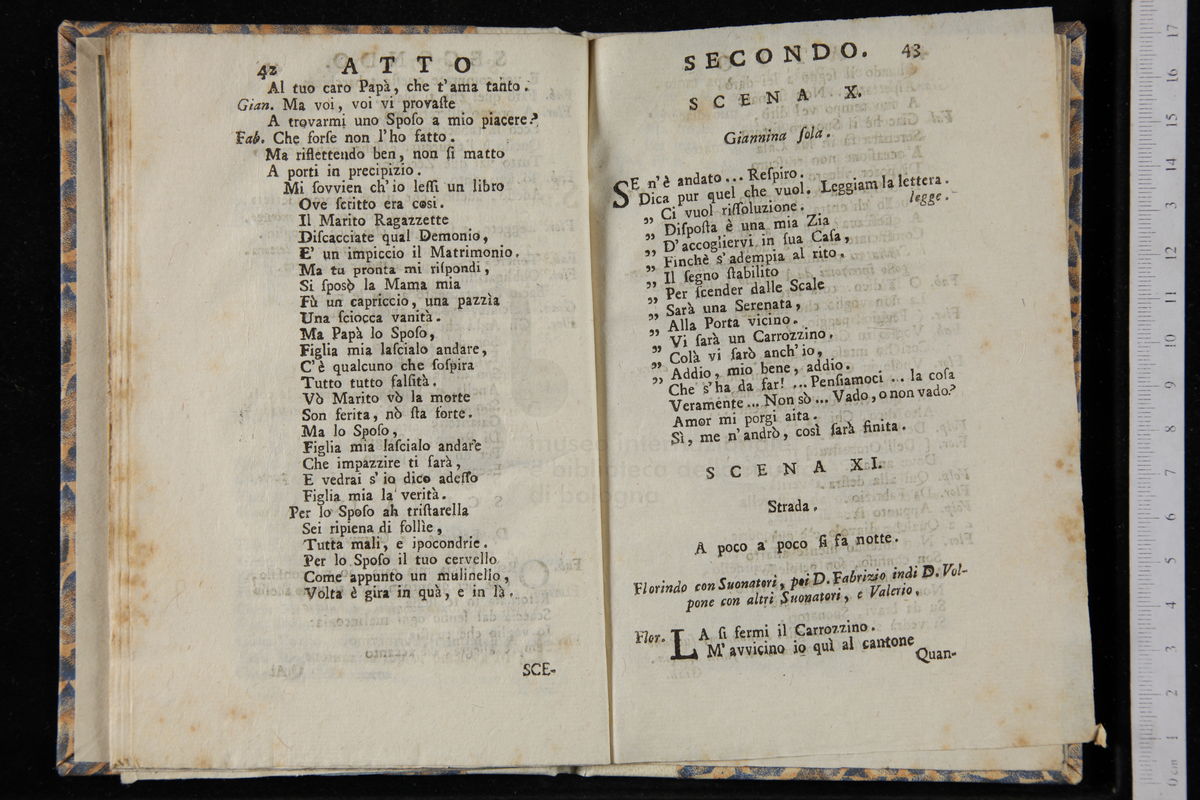 42 ATTO
Al tuo caro Papà, che t'ama tanto.
Gian. Ma voi, voi vi provaſte
A trovarmi uno Spoſo a mio piacere?
Fab. Che forſe non l'ho fatto.
Ma riflettendo ben, non ſi matto
A porti in precipizio.
Mi ſovvien ch'io leſſi un libro
Ove ſcritto era così.
Il Marito Ragazzette
Diſcacciate qual Demonio,
E' un impiccio il Matrimonio.
Ma tu pronta mi riſpondi,
Si ſposò la Mama mia
Fù un capriccio, una pazzìa
Una ſciocca vanità.
Ma Papà lo Spoſo,
Figlia mia laſcialo andare,
C'è qualcuno che ſoſpira
Tutto tutto falſità.
Vò Marito vò la morte
Son ferita, nò ſta forte.
Ma lo Spoſo,
Figlia mia laſcialo andare
Che impazzire ti farà,
E vedrai s'io dico adeſſo
Figlia mia la verità.
Per lo Spoſo ah triſtarella
Sei ripiena di follìe,
Tutta mali, e ipocondrie.
Per lo Spoſo il tuo cervello
Come appunto un mulinello,
Volta è gira in quà, e in là.
SCE-
SECONDO. 43
SCENA X.
Giannina ſola.
SE n'è andato... Reſpiro.
Dica pur quel che vuol. Leggiam la lettera.
legge.
„ Ci vuol riſſoluzione.
„ Diſpoſta è una mia Zia
„ D'accogliervi in ſua Caſa,
„ Finchè s'adempia al rito.
„ Il ſegno ſtabilito
„ Per ſcender dalle Scale
„ Sarà una Serenata,
„ Alla Porta vicino.
„ Vi ſarà un Carrozzino.
„ Colà vi ſarò anch'io,
„ Addio, mio bene, addio.
Che s'ha da far! ... Penſiamoci ... la coſa
Veramente... Non sò... Vado, o non vado?
Amor mi porgi aita.
Sì, me n'andrò, così ſarà finita.
SCENA XI.
Strada.
A poco a poco ſi fa notte.
Florindo con Suonatori, poi D. Fabrizio indi D. Vol-
pone con altri Suonatori, e Valerio.
Flor. LA ſi fermi il Carrozzino.
M'avvicino io quì al cantone
Quan-
museo inter
biblioteca de
di bologna